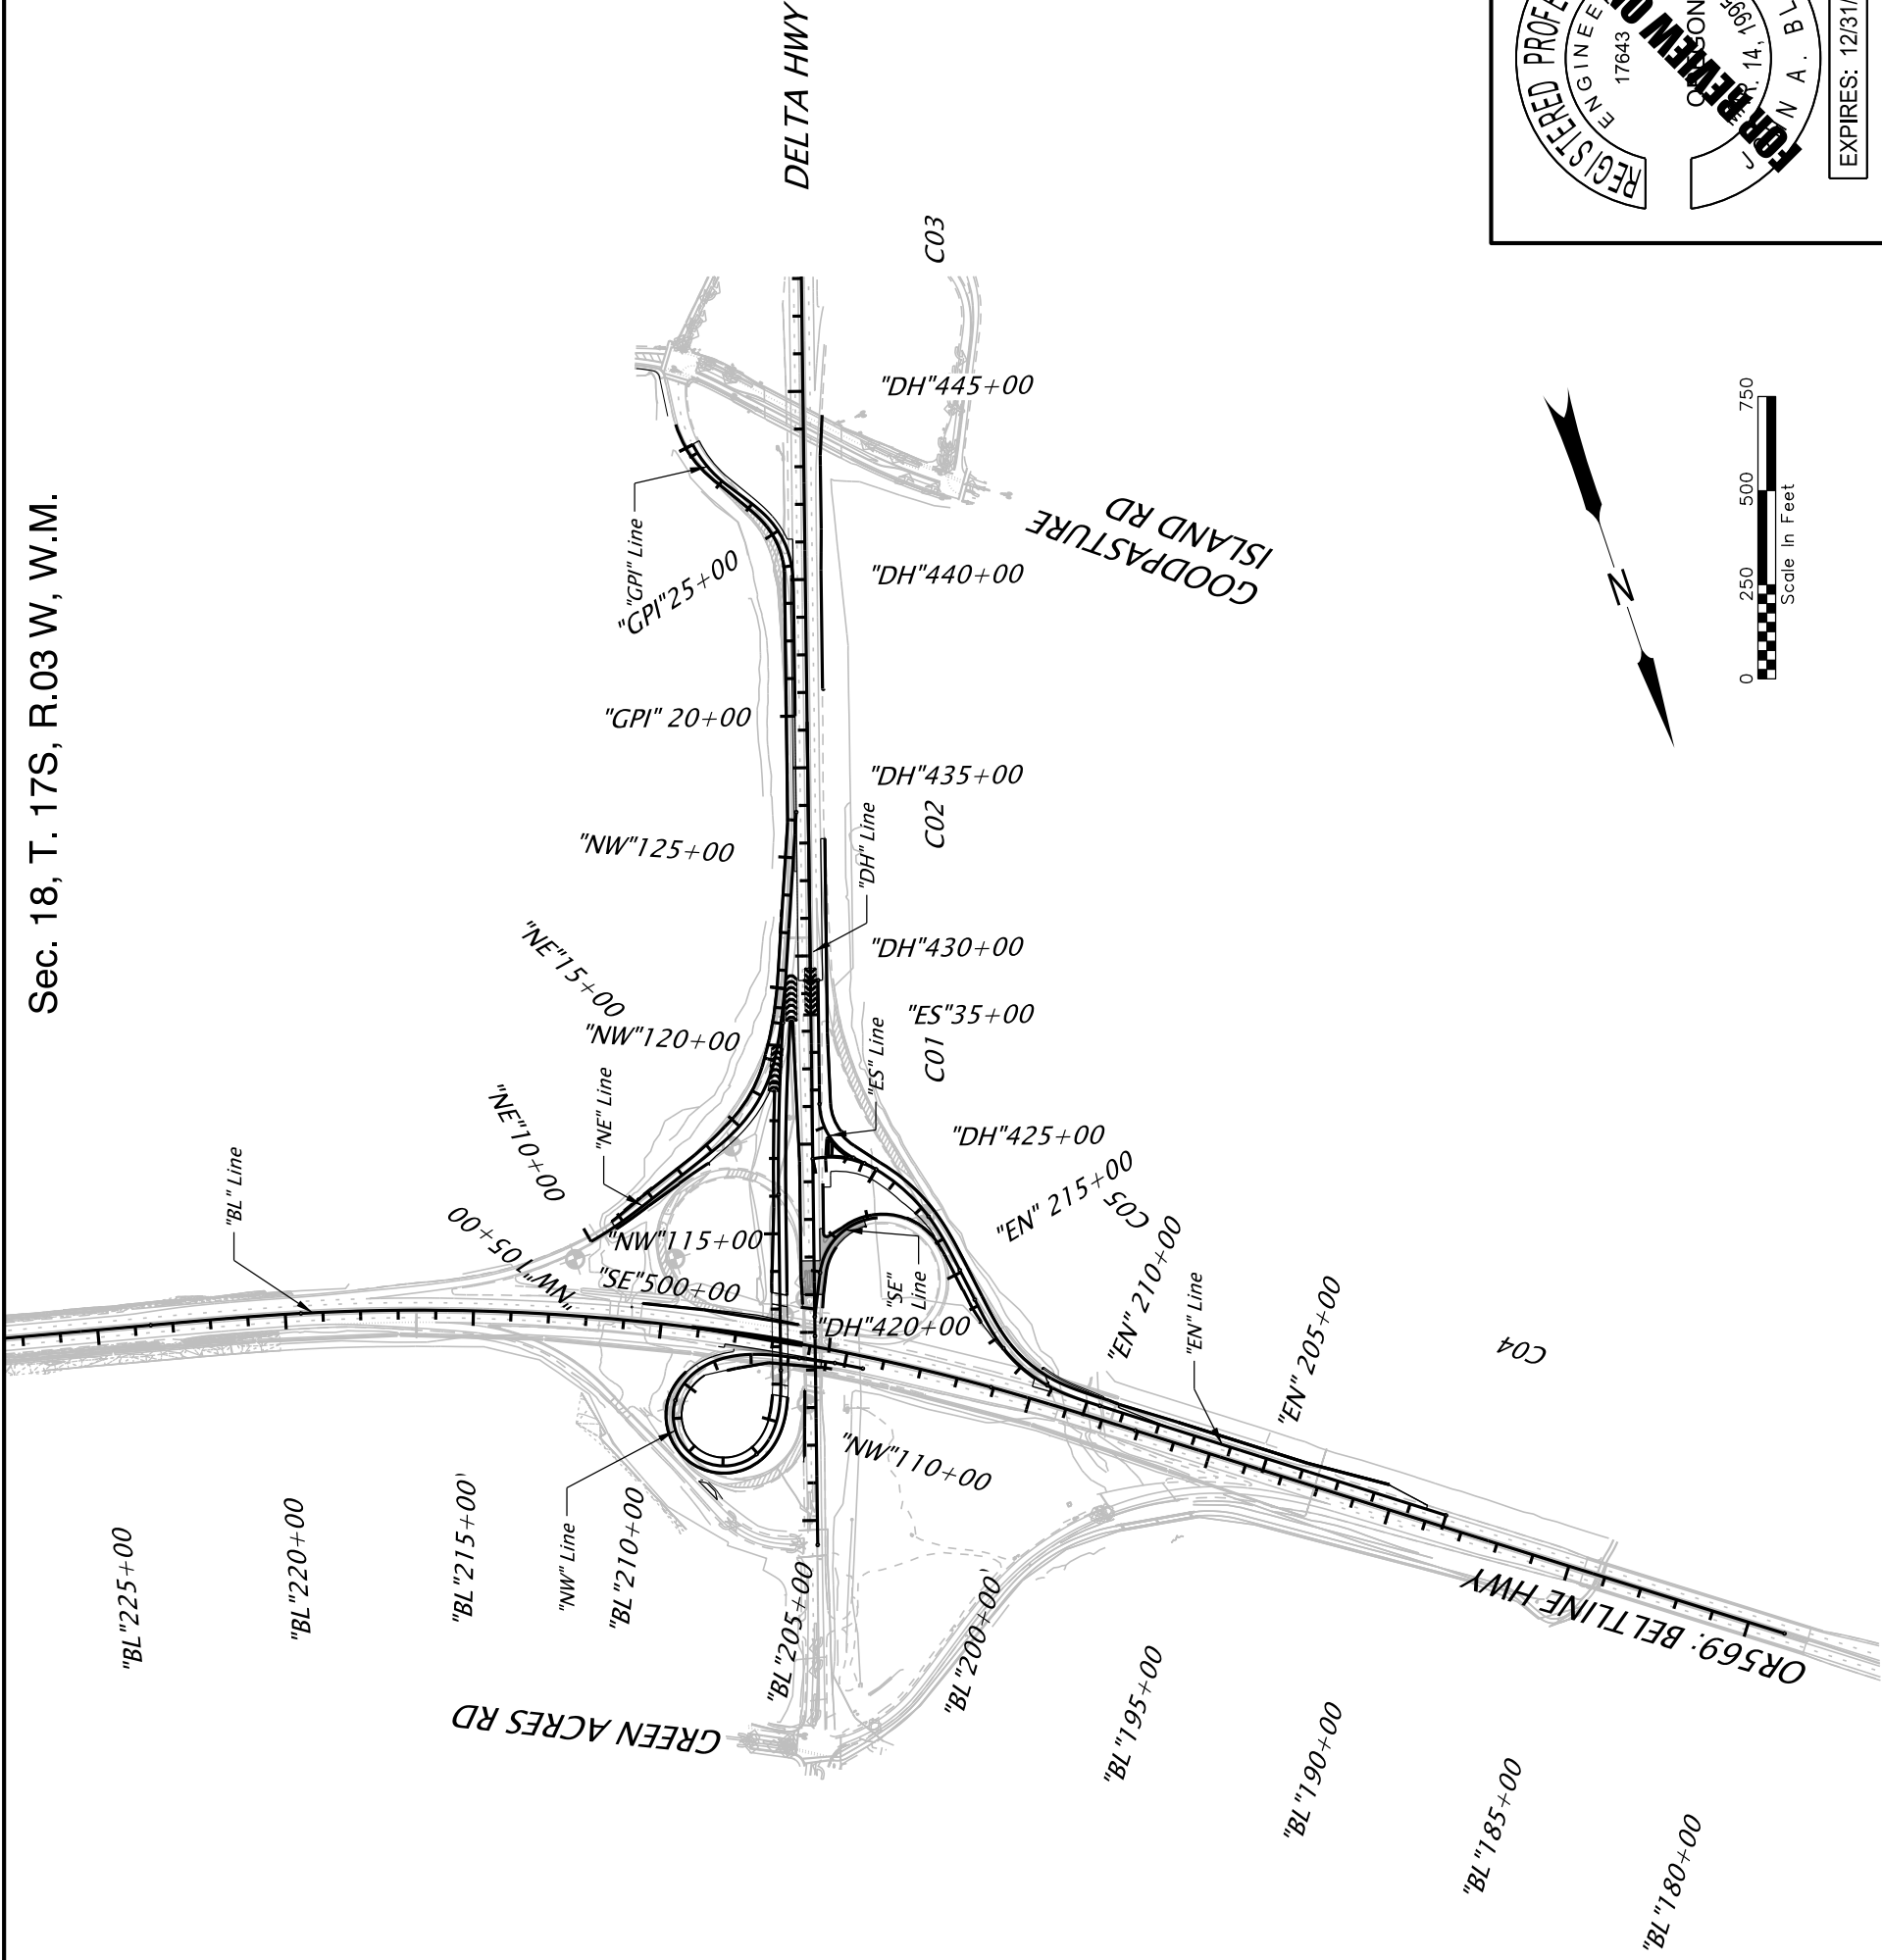 Sec. 18, T. 17S, R.03 W, W.M.
DELTA HWY
REGISTERED PROFE
ENGINEE
17643
FOR REVIEW
14, 1995
N A. BL
EXPIRES: 12/31/
C03
"DH"445+00
GOODPASTURE
ISLAND RD
"GPI" Line
"GPI"25+00
"DH"440+00
N
0 250 500 750
Scale In Feet
"GPI" 20+00
"DH"435+00
C02
"DH" Line
"NW"125+00
"DH"430+00
"NE"15+00
"ES"35+00
"NW"120+00
C01
"ES" Line
"NE" Line
"NE"10+00
"DH"425+00
"EN" 215+00
C05
"BL" Line
"NW"105+00
"NW"115+00
"SE"500+00
"SE"
Line
"EN" 210+00
"EN" Line
"EN" 205+00
"DH"420+00
C04
"NW"110+00
"NW" Line
"BL"225+00
"BL"220+00
"BL"215+00
"BL"210+00
"BL"205+00
"BL"200+00
"BL"195+00
"BL"190+00
"BL"185+00
"BL"180+00
OR569: BELTLINE HWY
GREEN ACRES RD